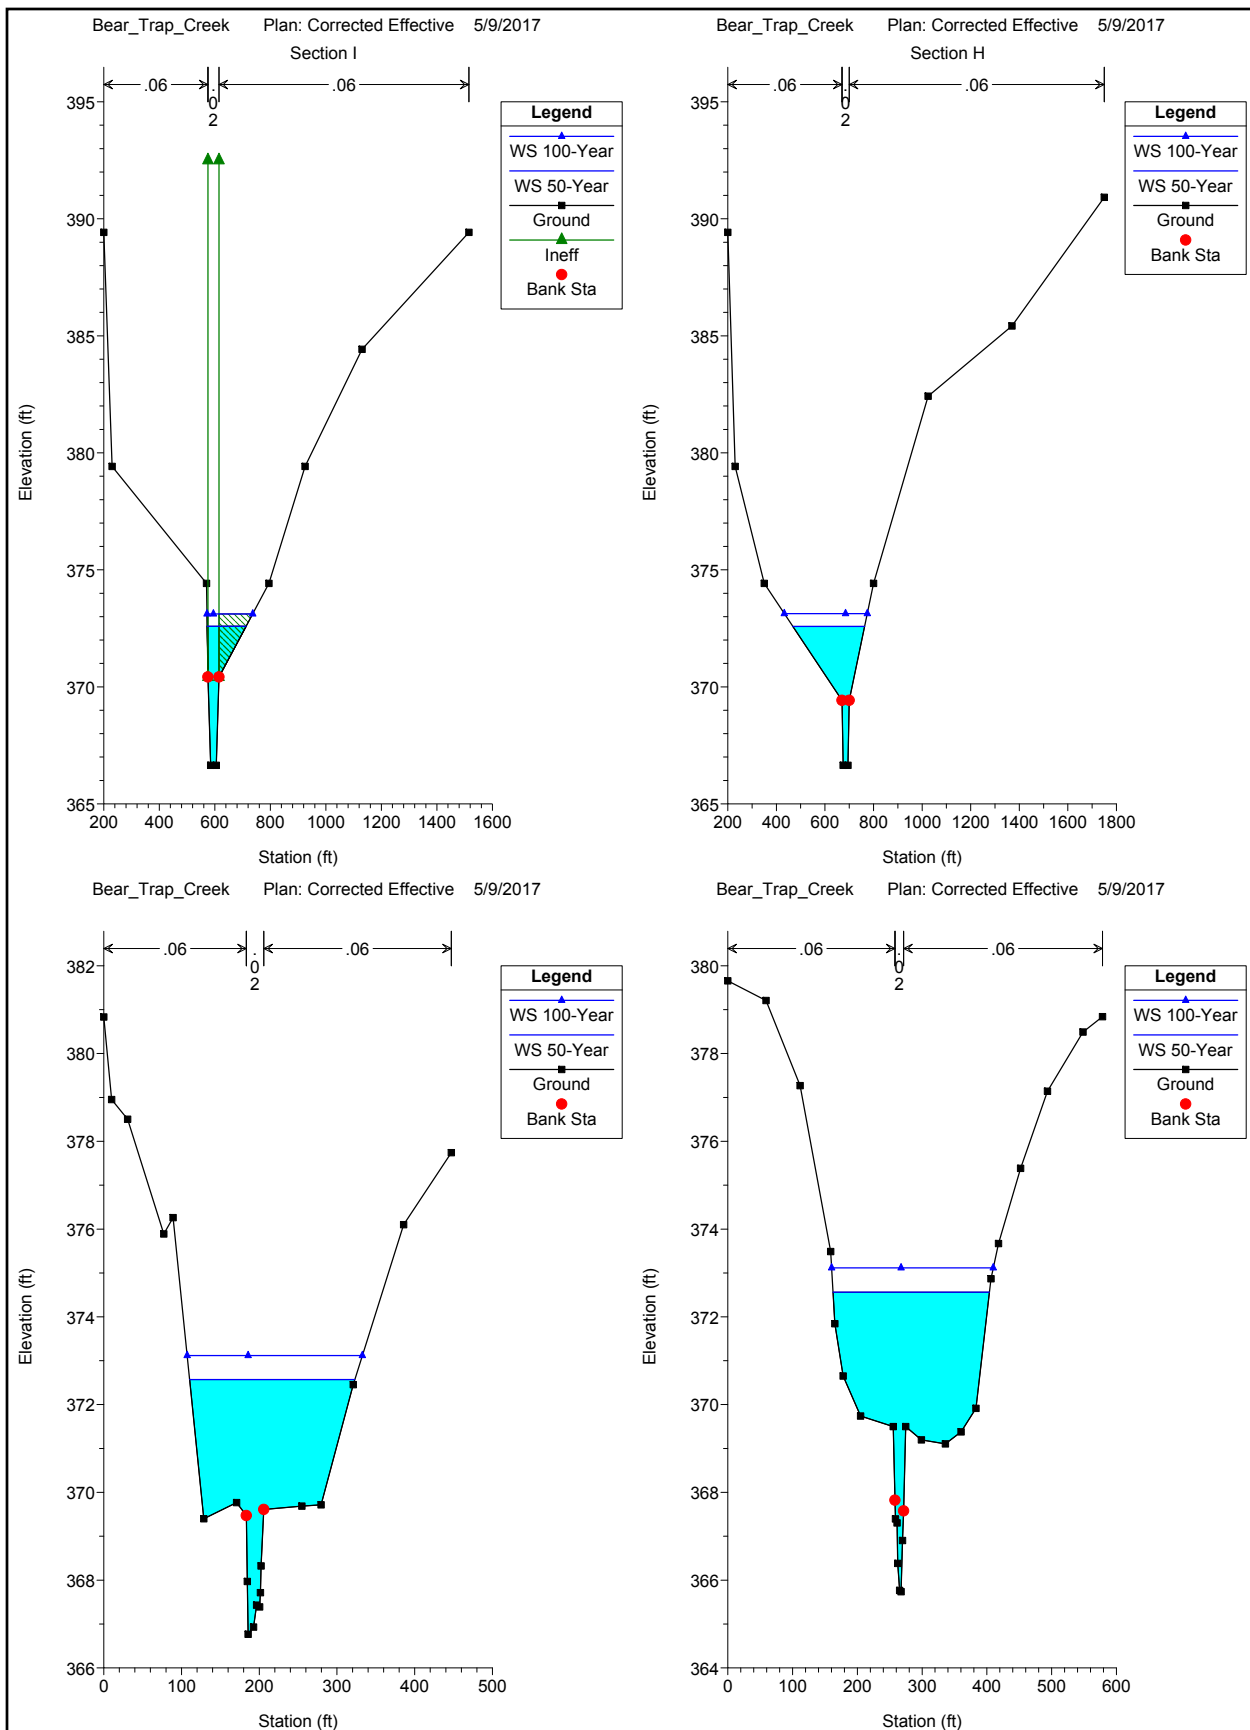 Bear_Trap_Creek Plan: Corrected Effective 5/9/2017
Section I
.06 .02 .06
Legend
WS 100-Year
WS 50-Year
Ground
Ineff
Bank Sta
395
390
385
380
375
370
365
Elevation (ft)
200 400 600 800 1000 1200 1400 1600
Station (ft)
Bear_Trap_Creek Plan: Corrected Effective 5/9/2017
Section H
.06 .02 .06
Legend
WS 100-Year
WS 50-Year
Ground
Bank Sta
395
390
385
380
375
370
365
Elevation (ft)
200 400 600 800 1000 1200 1400 1600 1800
Station (ft)
Bear_Trap_Creek Plan: Corrected Effective 5/9/2017
.06 .02 .06
Legend
WS 100-Year
WS 50-Year
Ground
Bank Sta
382
380
378
376
374
372
370
368
366
Elevation (ft)
0 100 200 300 400 500
Station (ft)
Bear_Trap_Creek Plan: Corrected Effective 5/9/2017
.06 .02 .06
Legend
WS 100-Year
WS 50-Year
Ground
Bank Sta
380
378
376
374
372
370
368
366
364
Elevation (ft)
0 100 200 300 400 500 600
Station (ft)